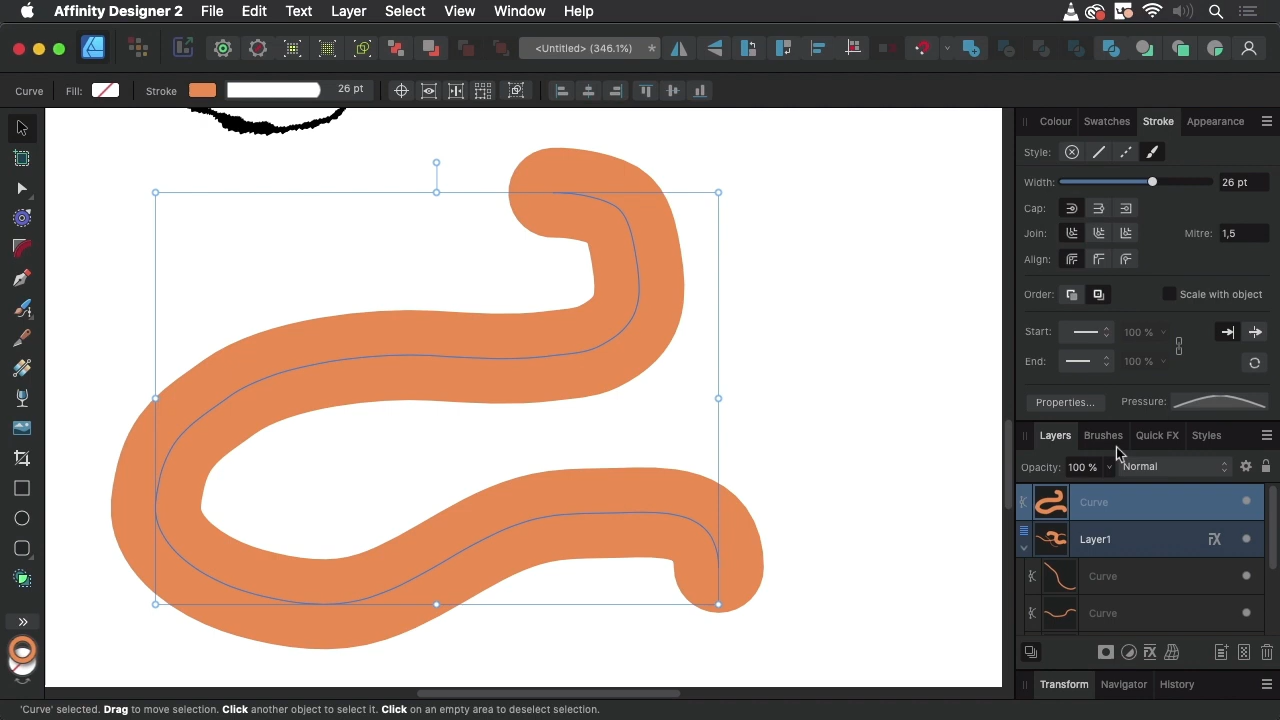 Affinity Designer 2 File Edit Text Layer Select View Window Help
<Untitled> (346.1%) *
Curve Fill: Stroke 26 pt
Colour Swatches Stroke Appearance
Style:
Width: 26 pt
Cap:
Join: Mitre: 1,5
Align:
Order: Scale with object
Start: 100 %
End: 100 %
Properties... Pressure:
Layers Brushes Quick FX Styles
Opacity: 100 % Normal
Curve
Layer1
Curve
Curve
Transform Navigator History
'Curve' selected. Drag to move selection. Click another object to select it. Click on an empty area to deselect selection.